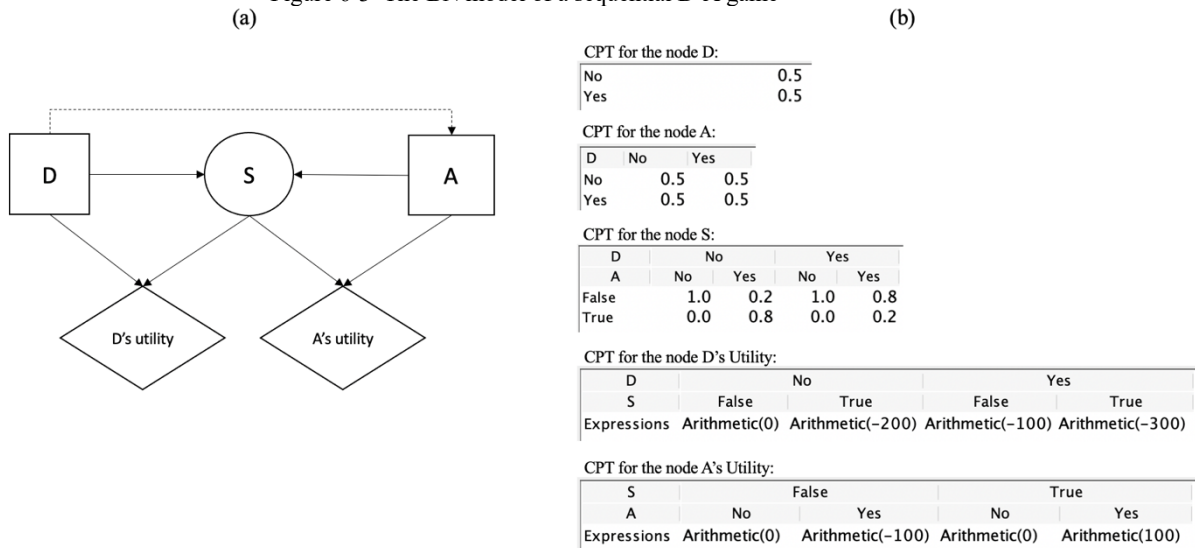 (a)
(b)
D
S
A
D's utility
A's utility
CPT for the node D:
No 0.5
Yes 0.5
CPT for the node A:
D No Yes
No 0.5 0.5
Yes 0.5 0.5
CPT for the node S:
D No Yes
A No Yes No Yes
False 1.0 0.2 1.0 0.8
True 0.0 0.8 0.0 0.2
CPT for the node D's Utility:
D No Yes
S False True False True
Expressions Arithmetic(0) Arithmetic(−200) Arithmetic(−100) Arithmetic(−300)
CPT for the node A's Utility:
S False True
A No Yes No Yes
Expressions Arithmetic(0) Arithmetic(−100) Arithmetic(0) Arithmetic(100)